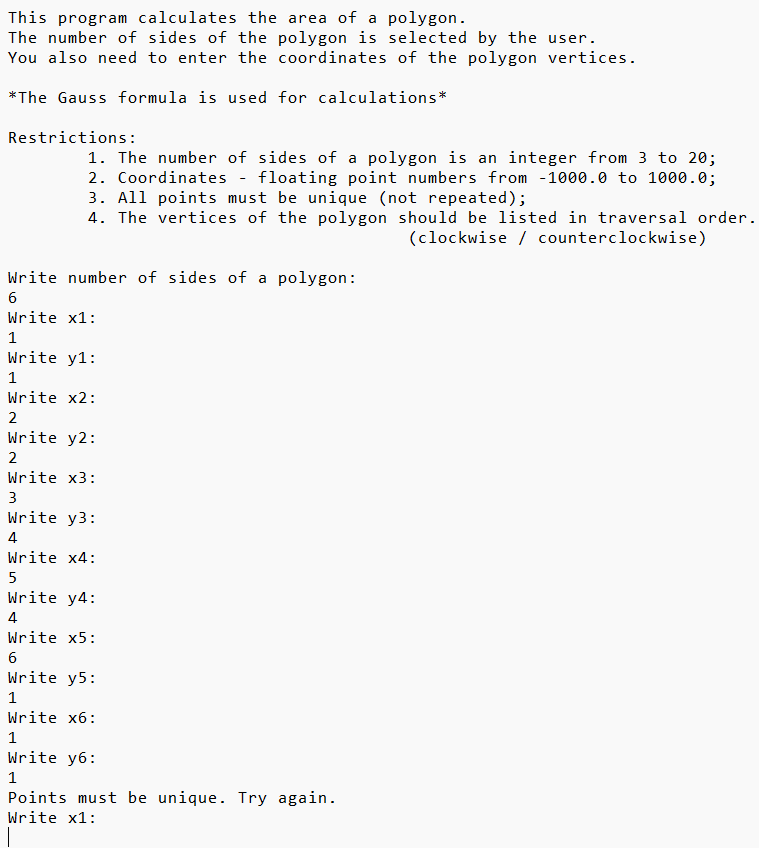 This program calculates the area of a polygon.
The number of sides of the polygon is selected by the user.
You also need to enter the coordinates of the polygon vertices.
*The Gauss formula is used for calculations*
Restrictions:
1. The number of sides of a polygon is an integer from 3 to 20;
2. Coordinates - floating point numbers from -1000.0 to 1000.0;
3. All points must be unique (not repeated);
4. The vertices of the polygon should be listed in traversal order.
(clockwise / counterclockwise)
Write number of sides of a polygon:
6
Write x1:
1
Write y1:
1
Write x2:
2
Write y2:
2
Write x3:
3
Write y3:
4
Write x4:
5
Write y4:
4
Write x5:
6
Write y5:
1
Write x6:
1
Write y6:
1
Points must be unique. Try again.
Write x1: